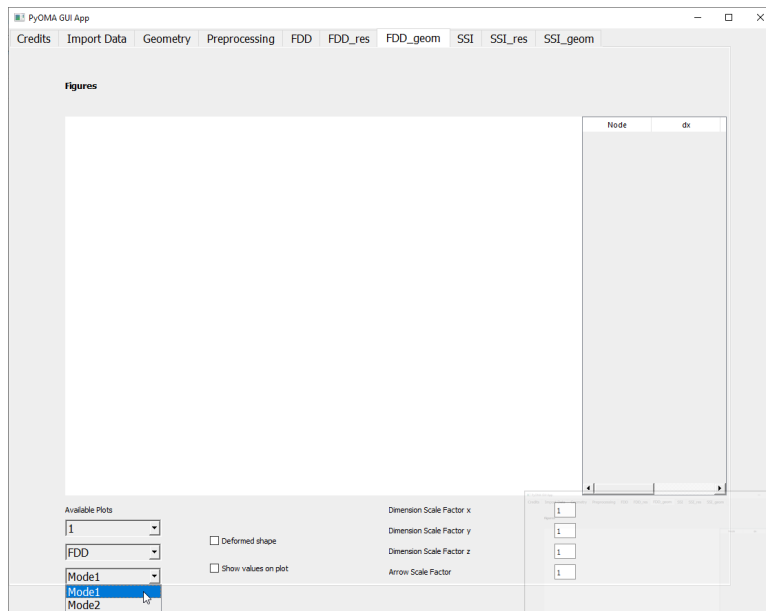 PyOMA GUI App
Credits Import Data Geometry Preprocessing FDD FDD_res FDD_geom SSI SSI_res SSI_geom
Figures
Node dx
Available Plots
1
FDD
Mode1
Mode1
Mode2
Deformed shape
Show values on plot
Dimension Scale Factor x 1
Dimension Scale Factor y 1
Dimension Scale Factor z 1
Arrow Scale Factor 1